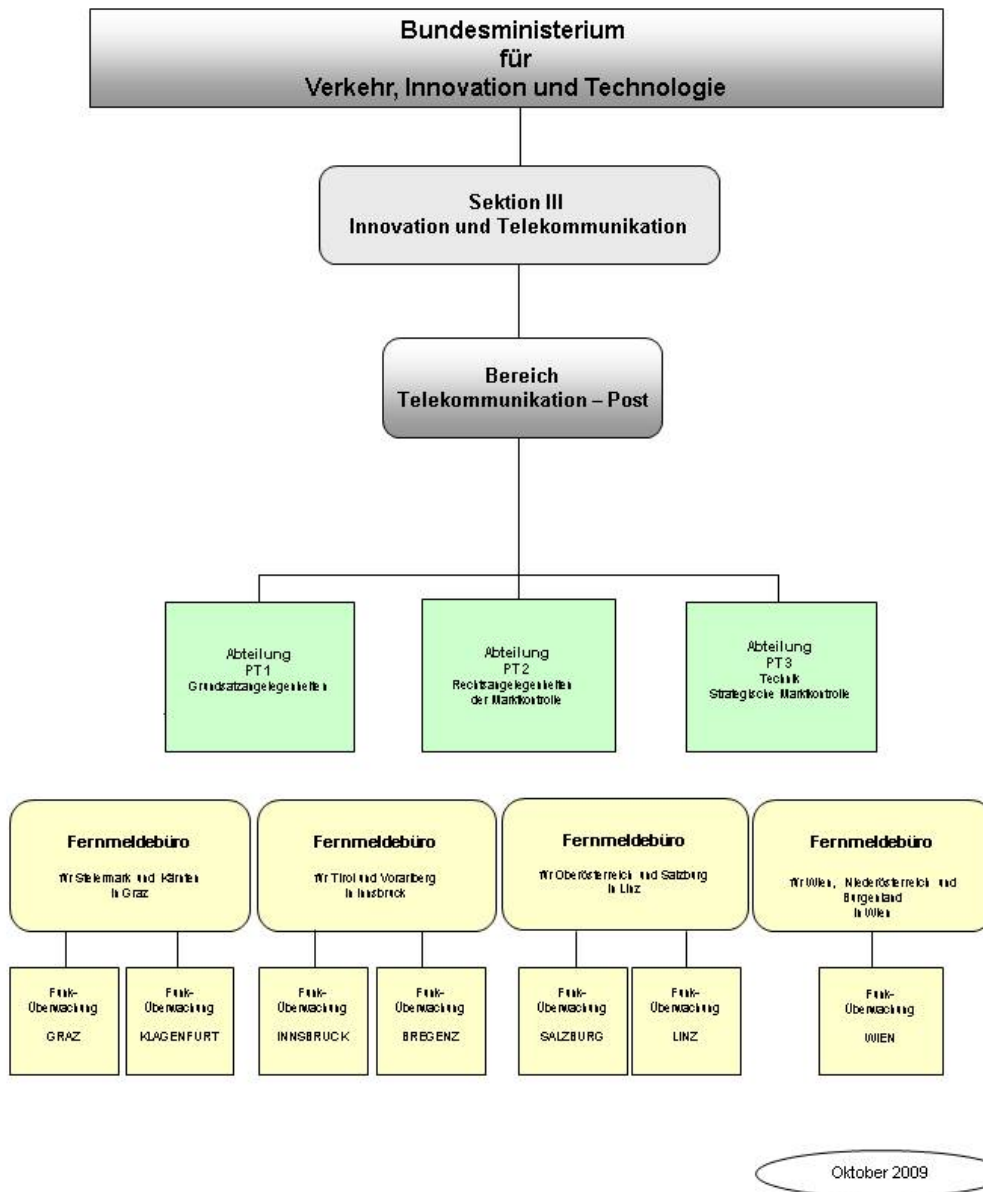 Bundesministerium
für
Verkehr, Innovation und Technologie
Sektion III
Innovation und Telekommunikation
Bereich
Telekommunikation – Post
Abteilung
PT1
Grundsatzangelegenheiten
Abteilung
PT2
Rechtsangelegenheiten
der Marktkontrolle
Abteilung
PT3
Technik
Strategische Marktkontrolle
Fernmeldebüro
für Steiermark und Kärnten
in Graz
Fernmeldebüro
für Tirol und Vorarlberg
in Innsbruck
Fernmeldebüro
für Oberösterreich und Salzburg
in Linz
Fernmeldebüro
für Wien, Niederösterreich und
Burgenland
in Wien
Funk-
Überwachung
GRAZ
Funk-
Überwachung
KLAGENFURT
Funk-
Überwachung
INNSBRUCK
Funk-
Überwachung
BREGENZ
Funk-
Überwachung
SALZBURG
Funk-
Überwachung
LINZ
Funk-
Überwachung
WIEN
Oktober 2009